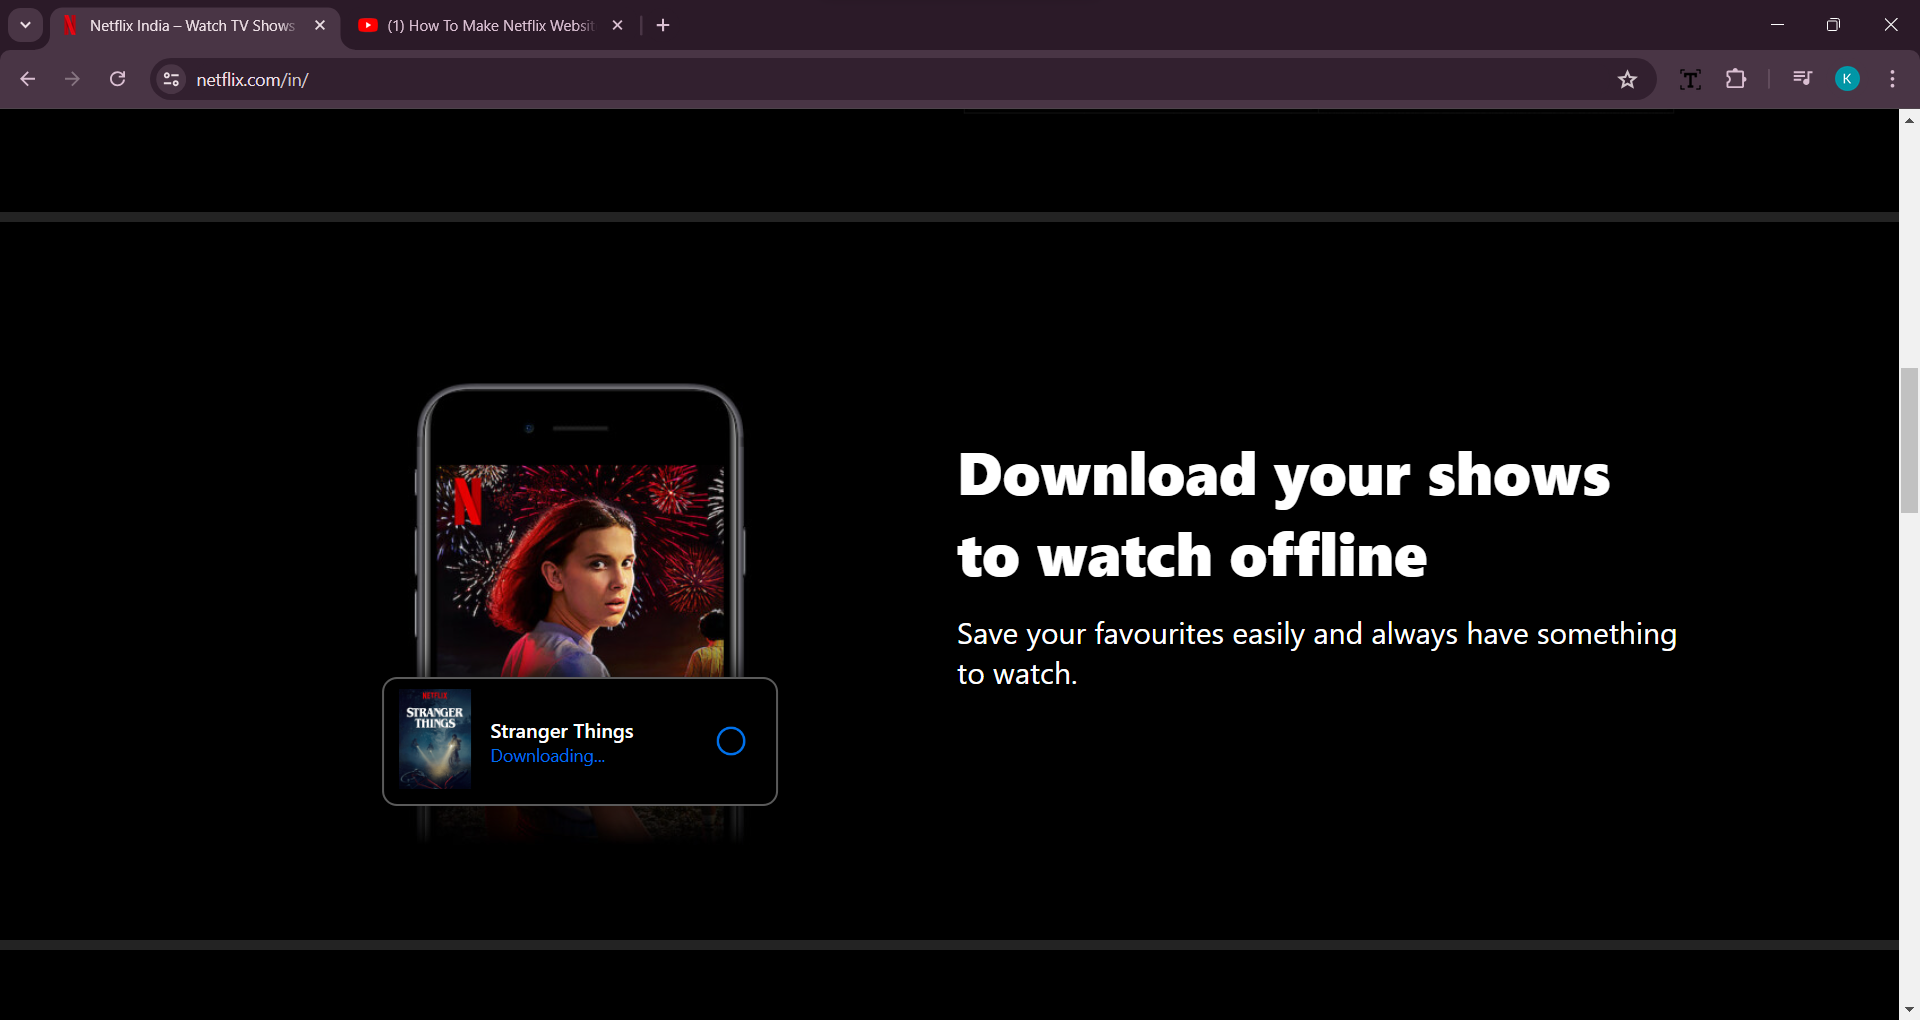 Netflix India – Watch TV Shows
(1) How To Make Netflix Websit
netflix.com/in/
K
N
Download your shows
to watch offline
Save your favourites easily and always have something
to watch.
NETFLIX
STRANGER
THINGS
Stranger Things
Downloading...